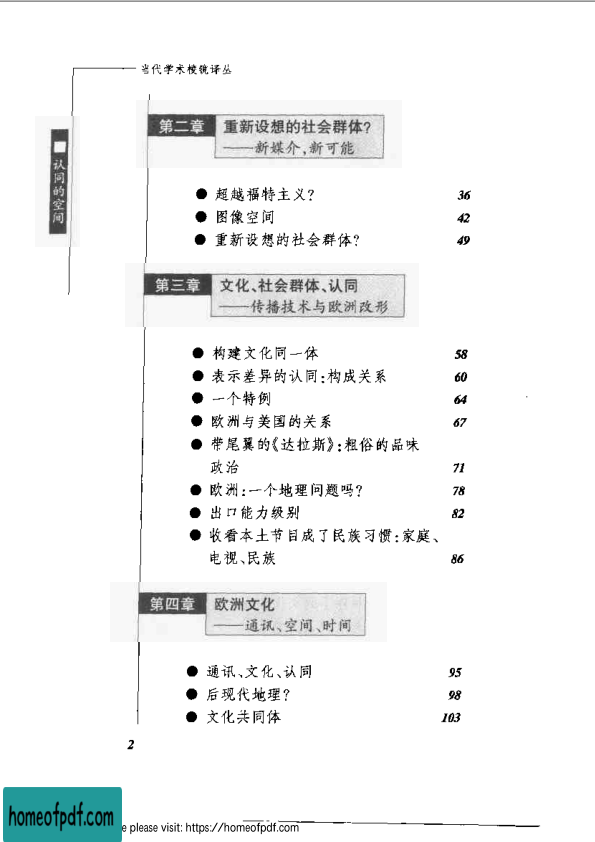 当代学术棱镜译丛
认同的空间
第二章 重新设想的社会群体?
——新媒介,新可能
● 超越福特主义? 36
● 图像空间 42
● 重新设想的社会群体? 49
第三章 文化、社会群体、认同
——传播技术与欧洲改形
● 构建文化同一体 58
● 表示差异的认同:构成关系 60
● 一个特例 64
● 欧洲与美国的关系 67
● 带尾翼的《达拉斯》:粗俗的品味
政治 71
● 欧洲:一个地理问题吗? 78
● 出口能力级别 82
● 收看本土节目成了民族习惯:家庭、
电视、民族 86
第四章 欧洲文化
——通讯、空间、时间
● 通讯、文化、认同 95
● 后现代地理? 98
● 文化共同体 103
2
homeofpdf.com
e please visit: https://homeofpdf.com